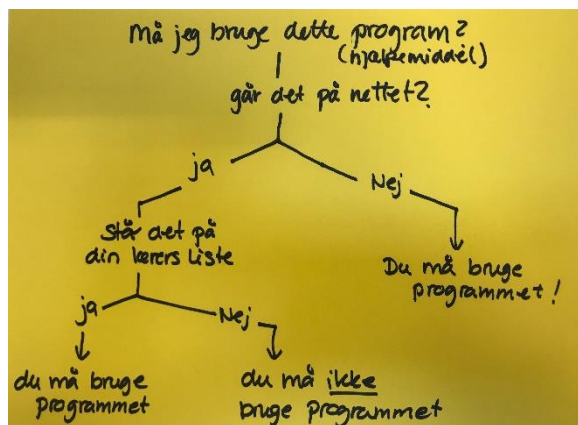 Må jeg bruge dette program?
(hjælpemiddel)
går det på nettet?
ja
Nej
Står det på
din lærers liste
Du må bruge
programmet!
ja
Nej
du må bruge
programmet
du må ikke
bruge programmet